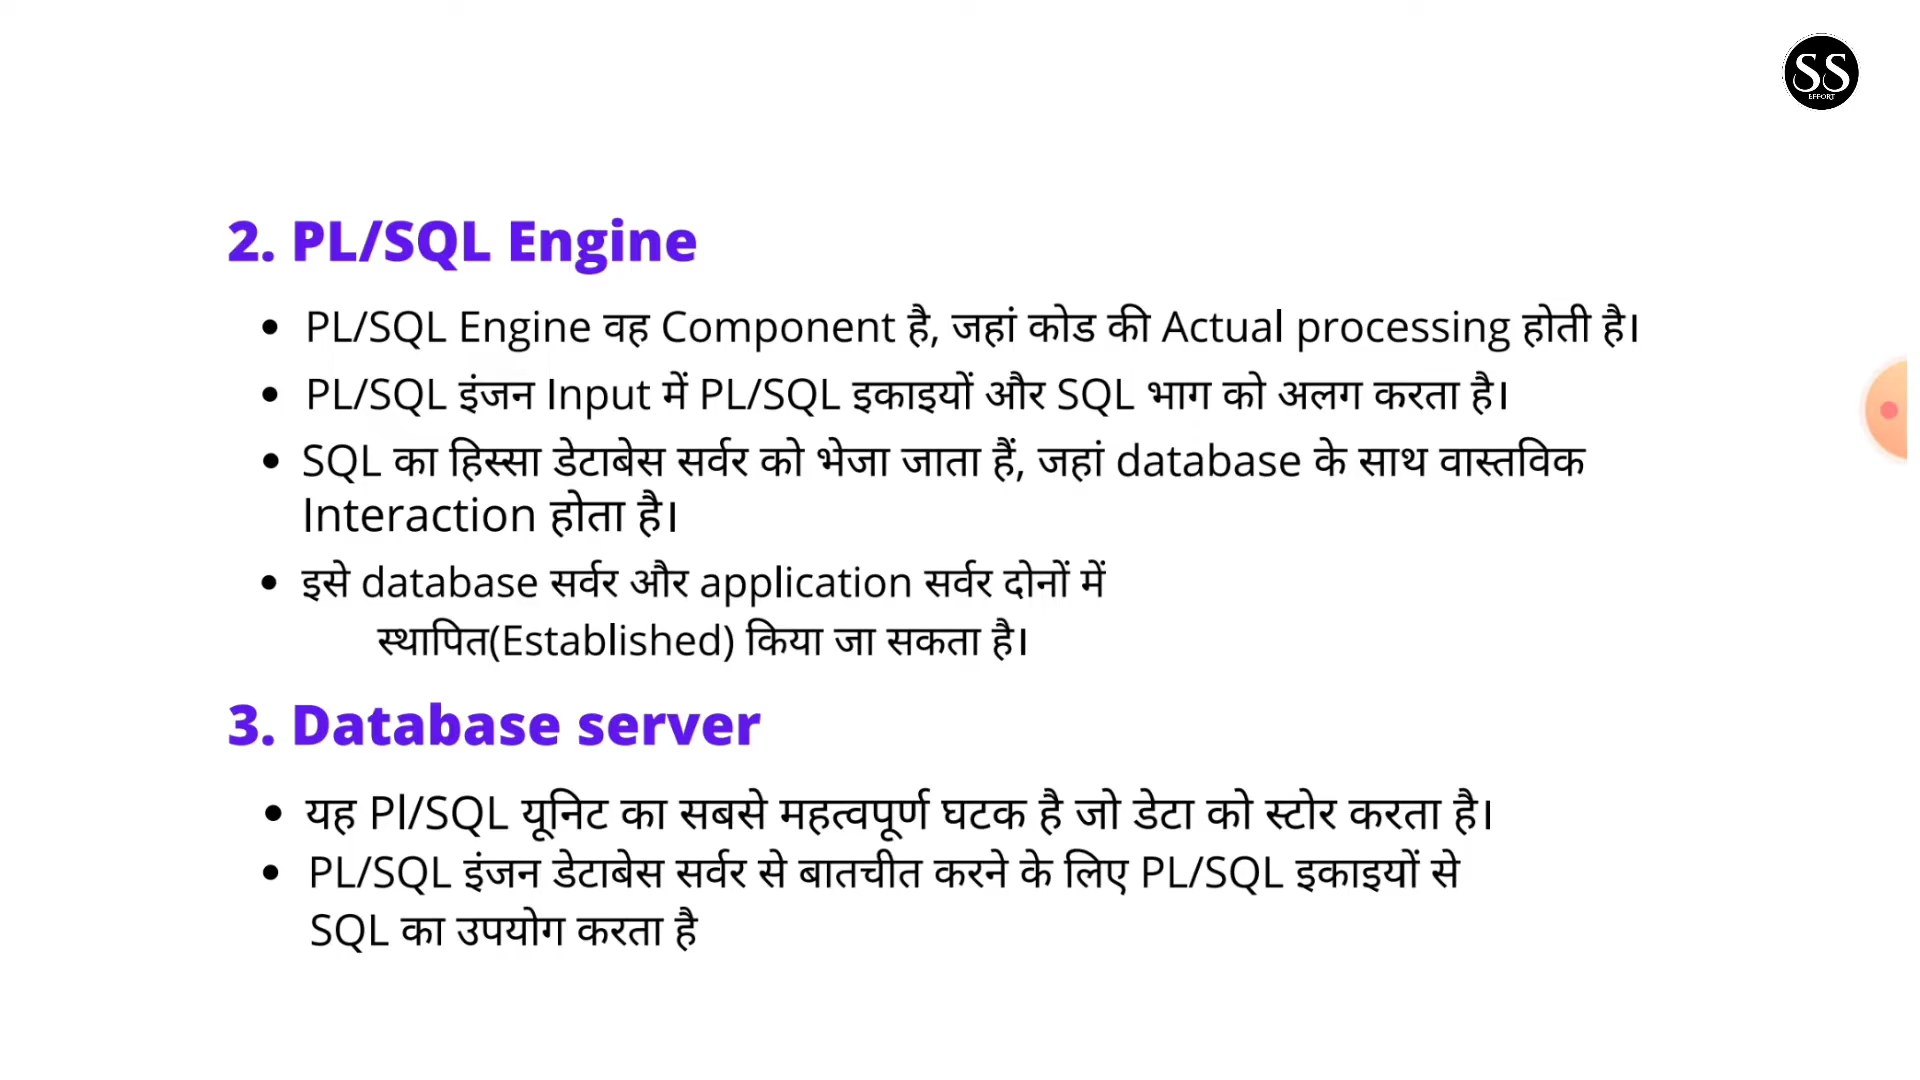 SS
EFFORT
2. PL/SQL Engine
• PL/SQL Engine वह Component है, जहां कोड की Actual processing होती है।
• PL/SQL इंजन Input में PL/SQL इकाइयों और SQL भाग को अलग करता है।
• SQL का हिस्सा डेटाबेस सर्वर को भेजा जाता हैं, जहां database के साथ वास्तविक
Interaction होता है।
• इसे database सर्वर और application सर्वर दोनों में
स्थापित(Established) किया जा सकता है।
3. Database server
• यह Pl/SQL यूनिट का सबसे महत्वपूर्ण घटक है जो डेटा को स्टोर करता है।
• PL/SQL इंजन डेटाबेस सर्वर से बातचीत करने के लिए PL/SQL इकाइयों से
SQL का उपयोग करता है